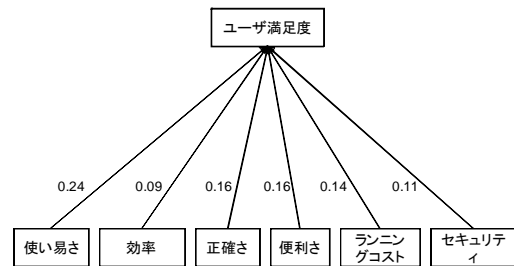 ユーザ満足度
0.24
0.09
0.16
0.16
0.14
0.11
使い易さ
効率
正確さ
便利さ
ランニン
グコスト
セキュリテ
ィ